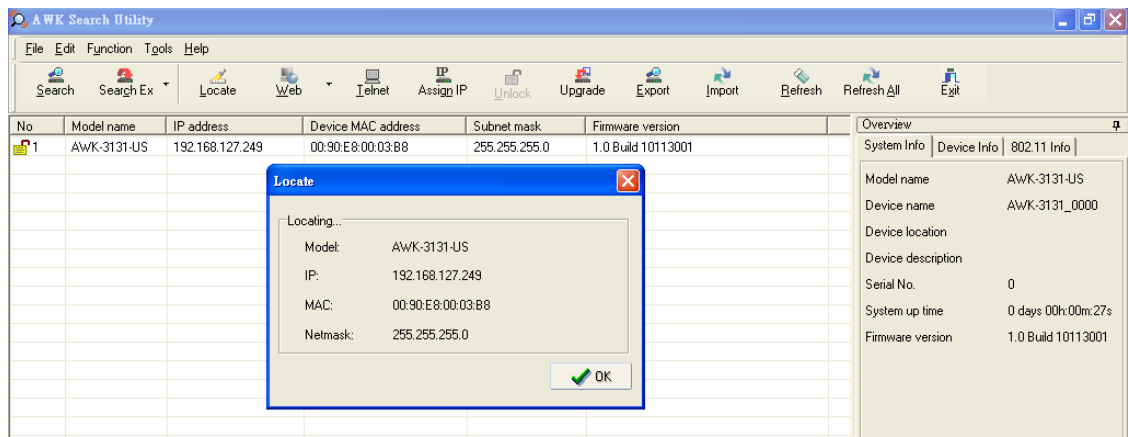 AWK Search Utility
File Edit Function Tools Help
Search Search Ex Locate Web Telnet IP Assign IP Unlock Upgrade Export Import Refresh Refresh All Exit
No Model name IP address Device MAC address Subnet mask Firmware version
1 AWK-3131-US 192.168.127.249 00:90:E8:00:03:B8 255.255.255.0 1.0 Build 10113001
Locate
Locating...
Model: AWK-3131-US
IP: 192.168.127.249
MAC: 00:90:E8:00:03:B8
Netmask: 255.255.255.0
OK
Overview
System Info Device Info 802.11 Info
Model name AWK-3131-US
Device name AWK-3131_0000
Device location
Device description
Serial No. 0
System up time 0 days 00h:00m:27s
Firmware version 1.0 Build 10113001